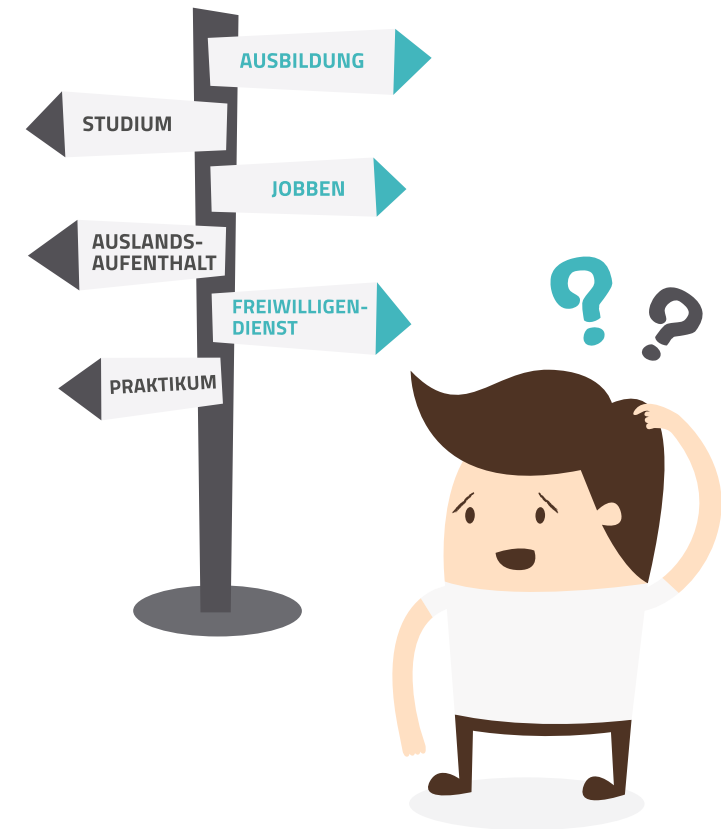 AUSBILDUNG
STUDIUM
JOBBEN
AUSLANDS-
AUFENTHALT
FREIWILLIGEN-
DIENST
PRAKTIKUM
??